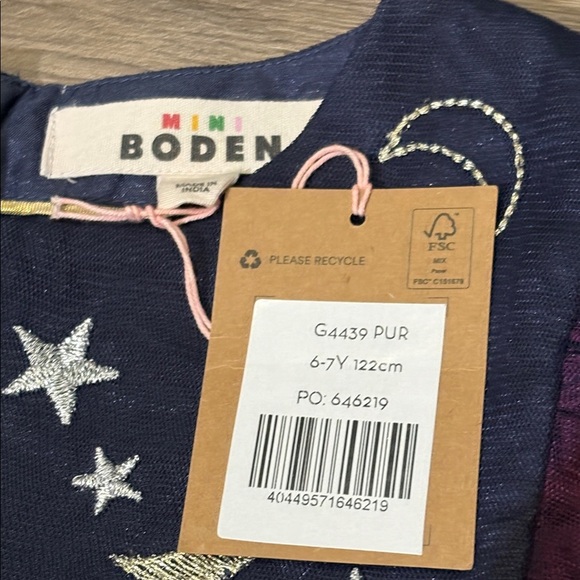 MINI
BODEN
MADE IN
INDIA
PLEASE RECYCLE
FSC
MIX
Paper
FSC® C101678
G4439 PUR
6-7Y 122cm
PO: 646219
40449571646219